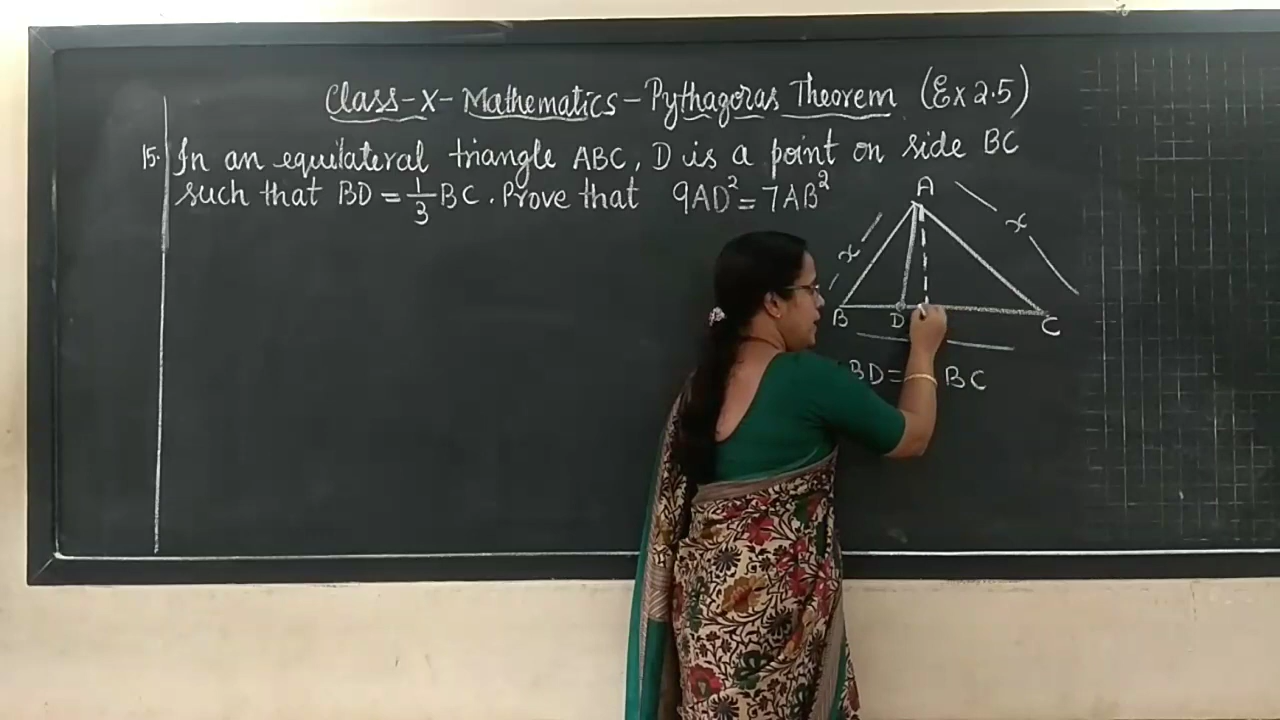 Class-X-Mathematics-Pythagoras Theorem (Ex 2.5)
15. In an equilateral triangle ABC, D is a point on side BC
such that BD = 1/3 BC. Prove that 9AD² = 7AB²
A
x
x
B
D
C
BD = BC